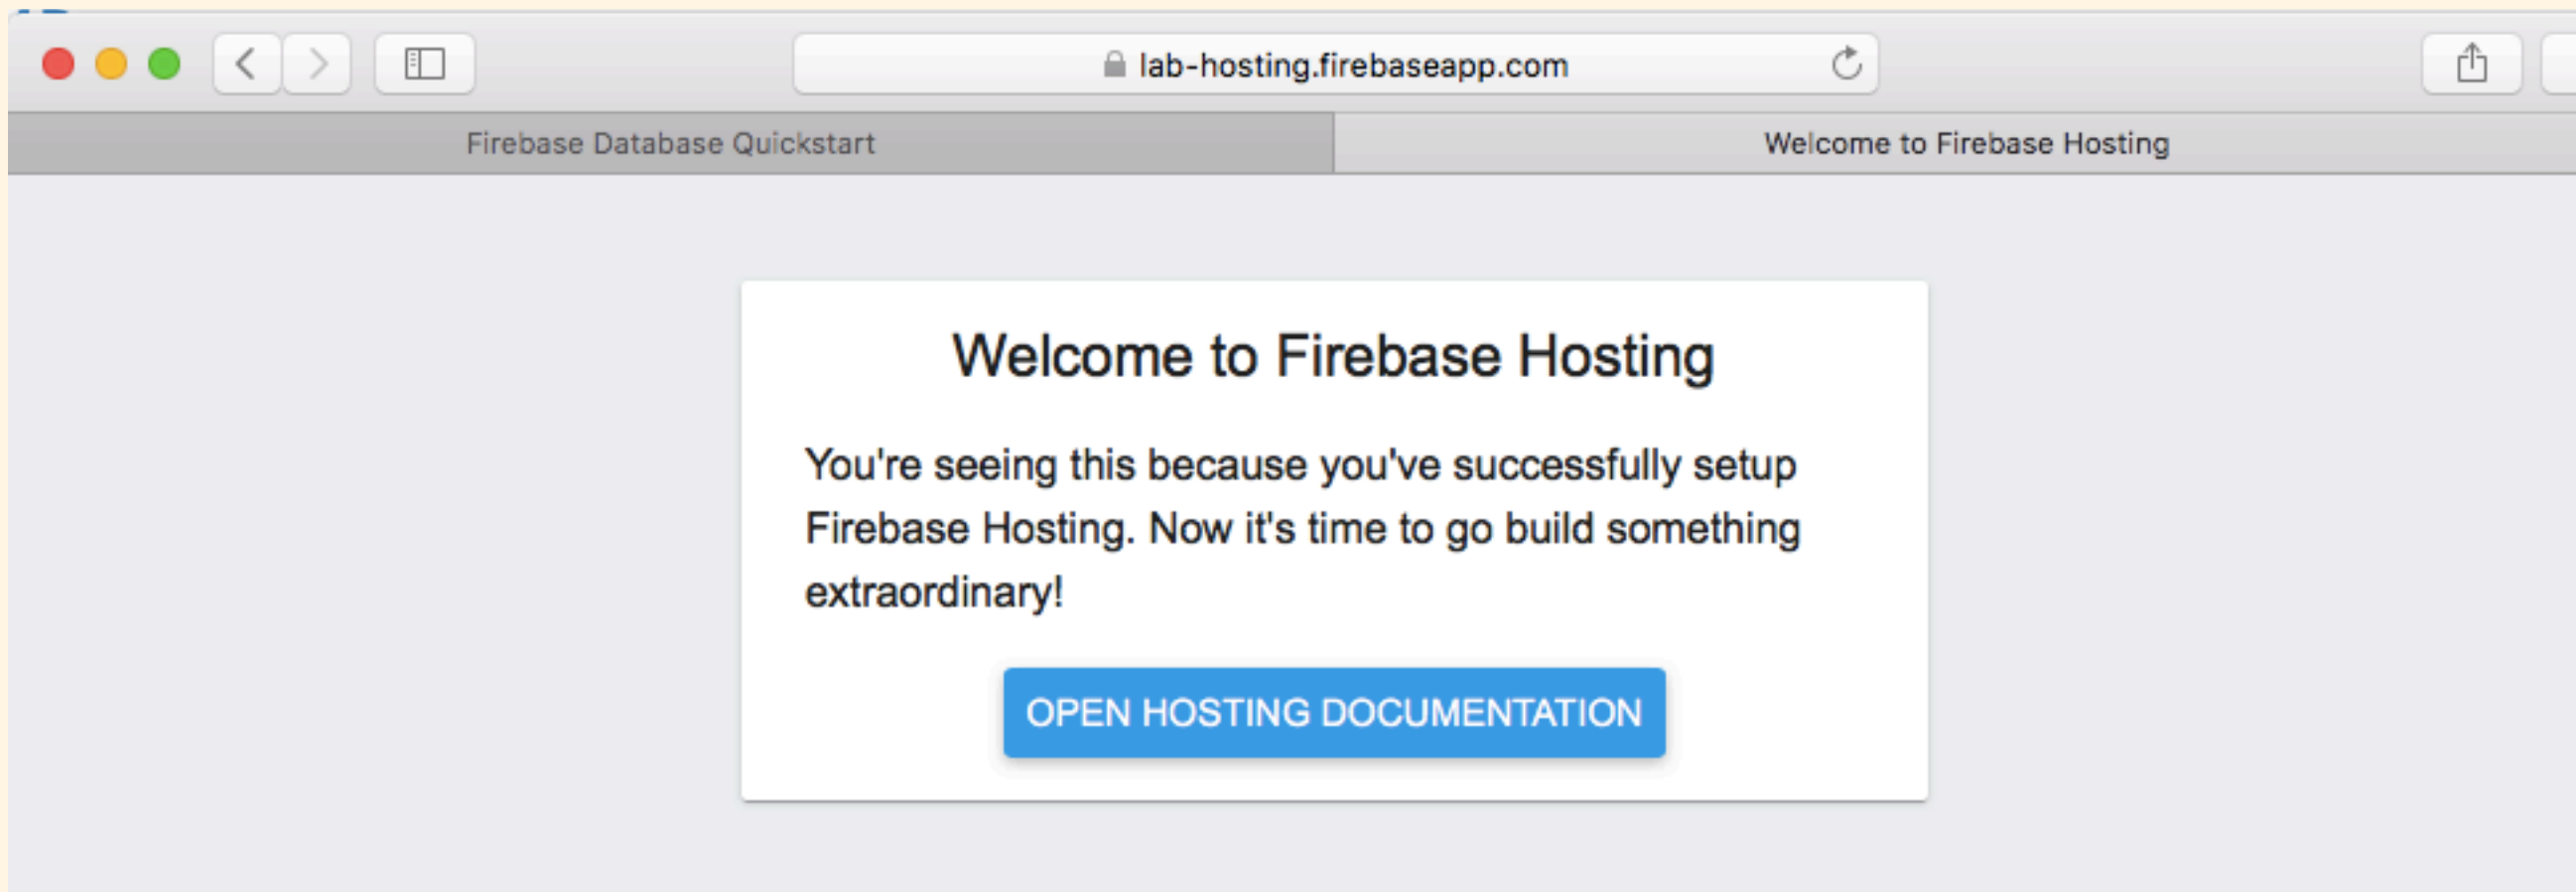 lab-hosting.firebaseapp.com
Firebase Database Quickstart
Welcome to Firebase Hosting
Welcome to Firebase Hosting
You're seeing this because you've successfully setup
Firebase Hosting. Now it's time to go build something
extraordinary!
OPEN HOSTING DOCUMENTATION